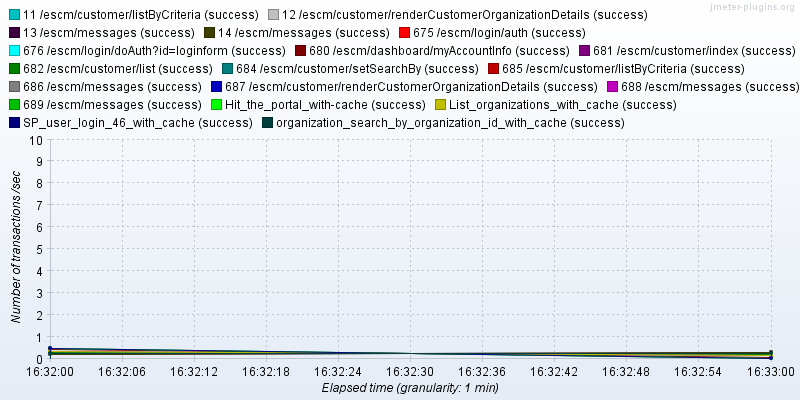 jmeter-plugins.org
11 /escm/customer/listByCriteria (success) 12 /escm/customer/renderCustomerOrganizationDetails (success)
13 /escm/messages (success) 14 /escm/messages (success) 675 /escm/login/auth (success)
676 /escm/login/doAuth?id=loginform (success) 680 /escm/dashboard/myAccountInfo (success) 681 /escm/customer/index (success)
682 /escm/customer/list (success) 684 /escm/customer/setSearchBy (success) 685 /escm/customer/listByCriteria (success)
686 /escm/messages (success) 687 /escm/customer/renderCustomerOrganizationDetails (success) 688 /escm/messages (success)
689 /escm/messages (success) Hit_the_portal_with-cache (success) List_organizations_with_cache (success)
SP_user_login_46_with_cache (success) organization_search_by_organization_id_with_cache (success)
Number of transactions /sec
10
9
8
7
6
5
4
3
2
1
0
16:32:00 16:32:06 16:32:12 16:32:18 16:32:24 16:32:30 16:32:36 16:32:42 16:32:48 16:32:54 16:33:00
Elapsed time (granularity: 1 min)